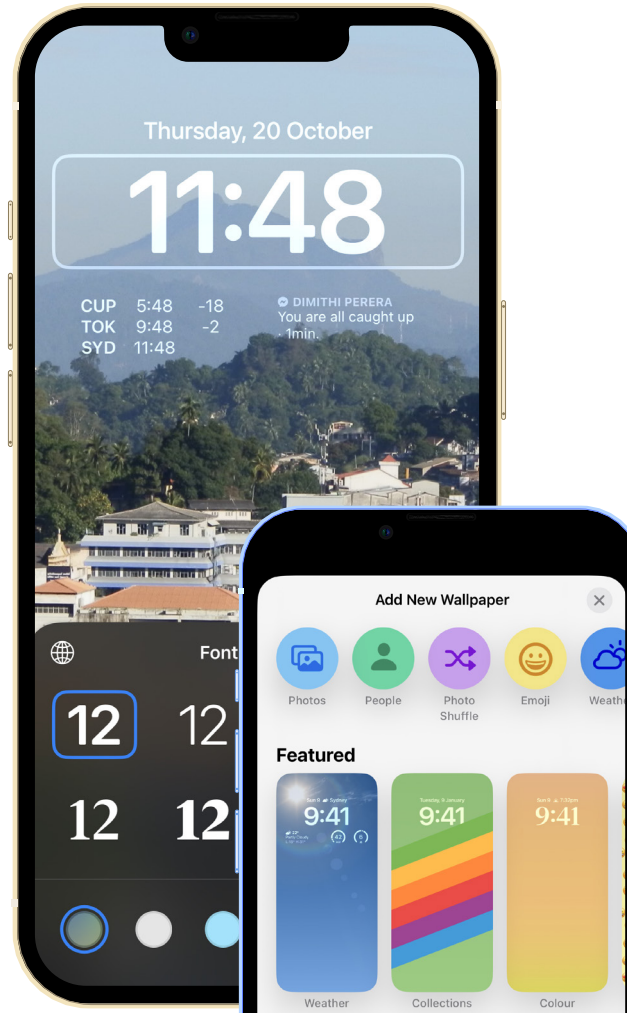 Thursday, 20 October
11:48
CUP 5:48 -18
TOK 9:48 -2
SYD 11:48
DIMITHI PERERA
You are all caught up
· 1min.
Font
12 12
12 12
Add New Wallpaper
Photos People Photo Shuffle Emoji Weathe
Featured
9:41
9:41
9:41
Weather Collections Colour